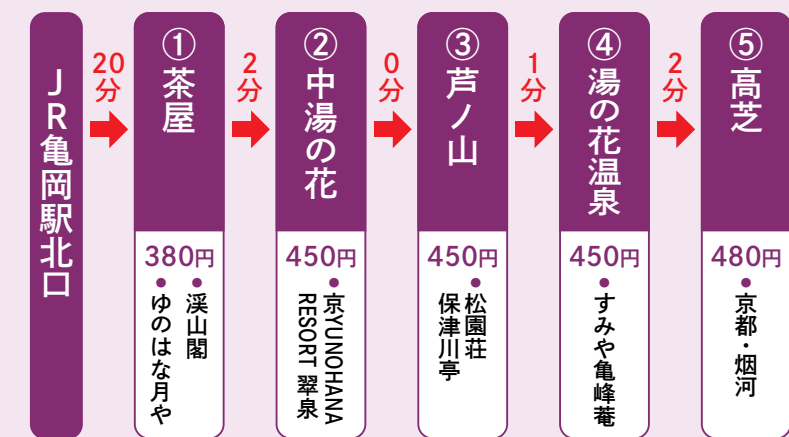 JR亀岡駅北口
20分
①茶屋
380円
●渓山閣
●ゆのはな月や
2分
②中湯の花
450円
●京YUNOHANA
RESORT 翠泉
0分
③芦ノ山
450円
●松園荘
保津川亭
1分
④湯の花温泉
450円
●すみや亀峰菴
2分
⑤高芝
480円
●京都・烟河